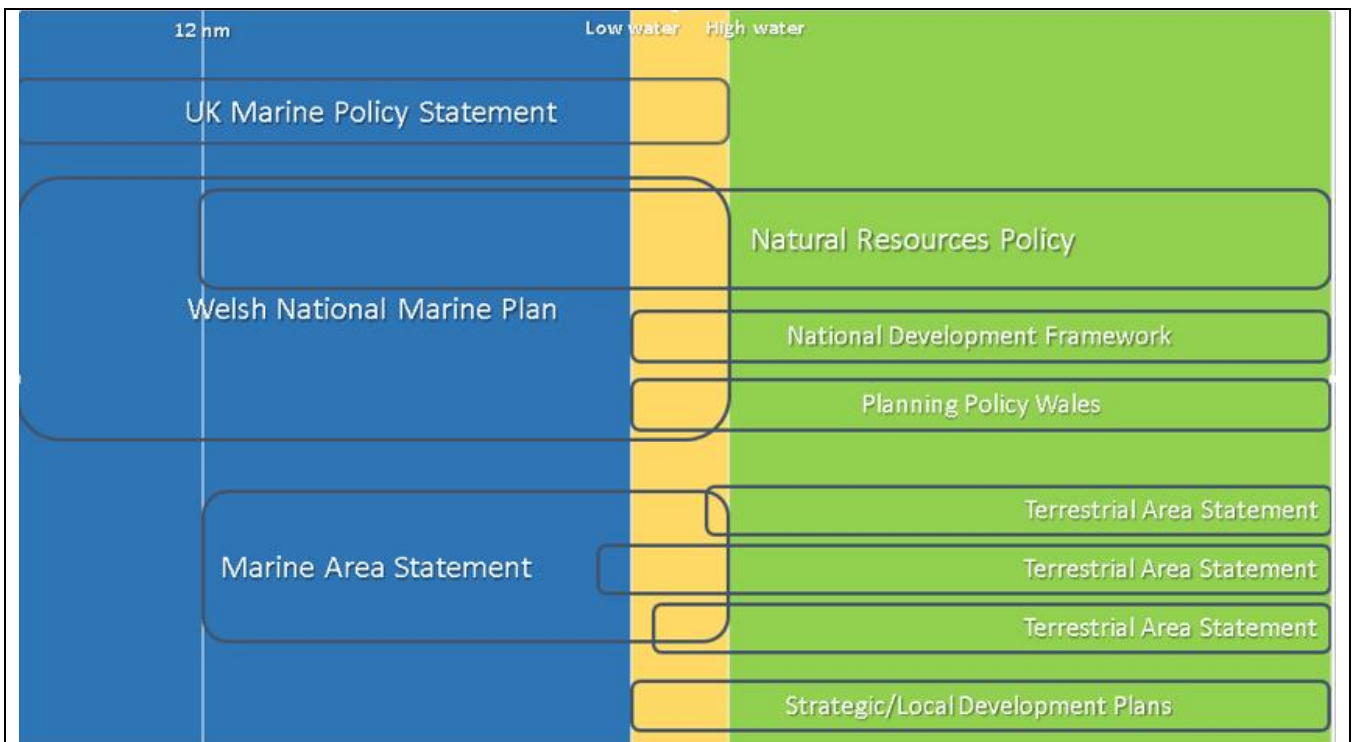 12 nm
Low water
High water
UK Marine Policy Statement
Natural Resources Policy
Welsh National Marine Plan
National Development Framework
Planning Policy Wales
Terrestrial Area Statement
Marine Area Statement
Terrestrial Area Statement
Terrestrial Area Statement
Strategic/Local Development Plans